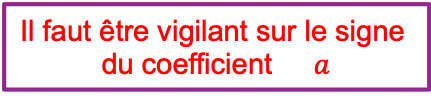 Il faut être vigilant sur le signe
du coefficient a